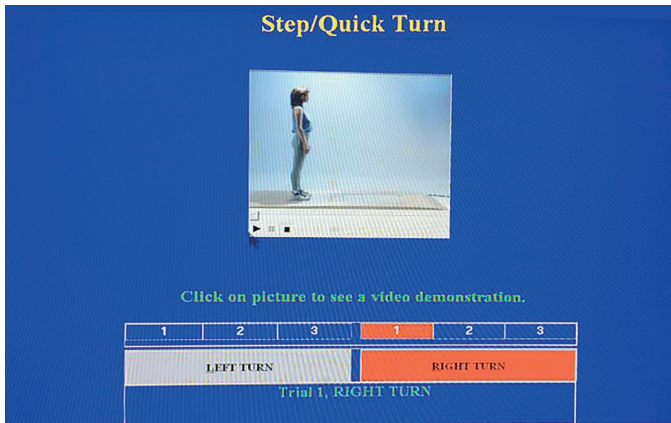 Step/Quick Turn
Click on picture to see a video demonstration.
1 2 3 1 2 3
LEFT TURN RIGHT TURN
Trial 1, RIGHT TURN